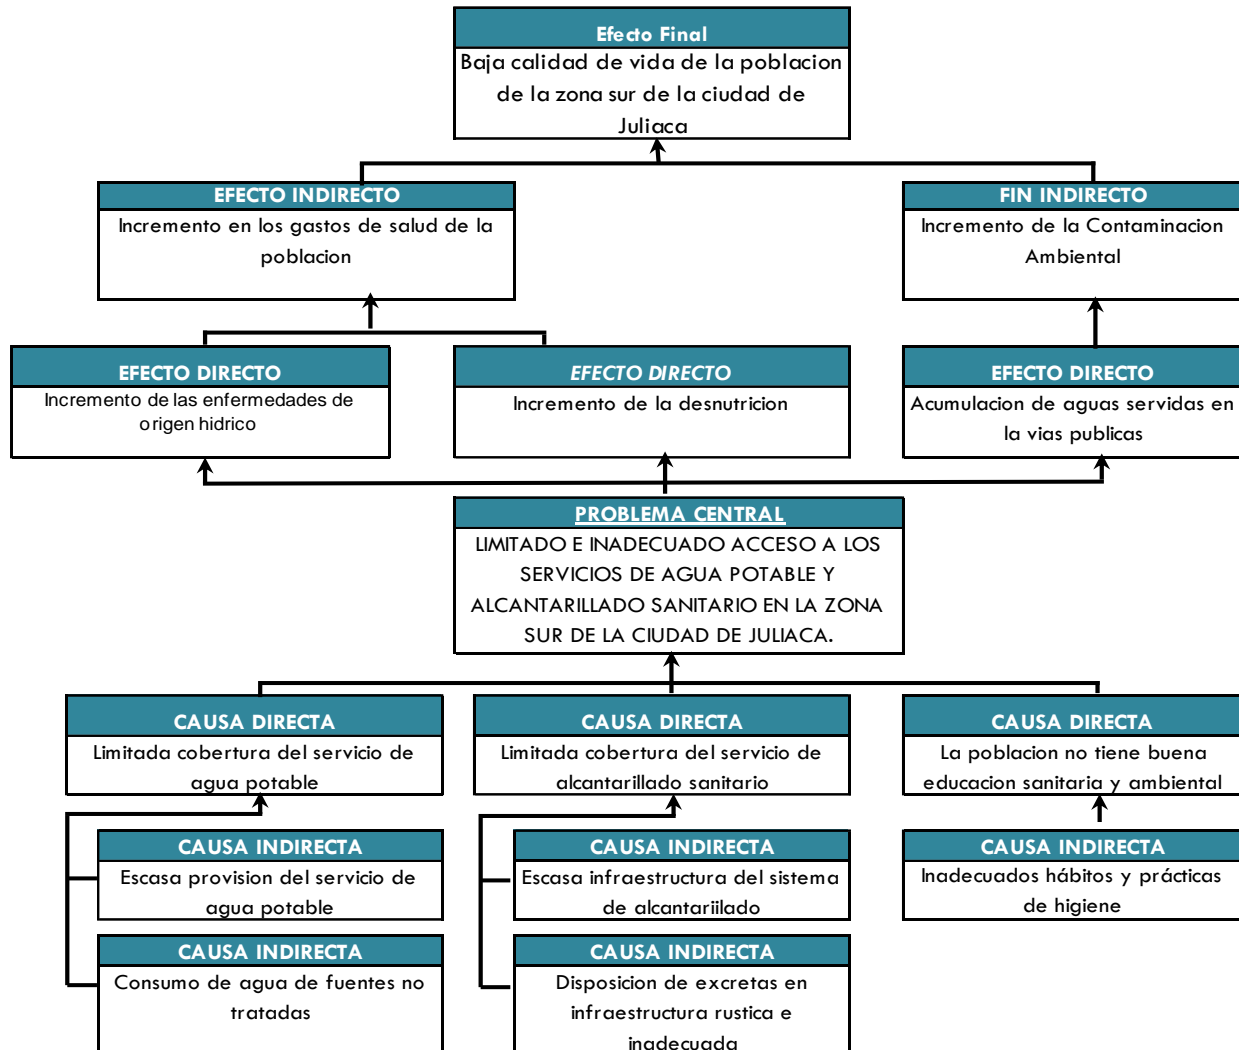 Efecto Final
Baja calidad de vida de la poblacion
de la zona sur de la ciudad de
Juliaca
EFECTO INDIRECTO
Incremento en los gastos de salud de la
poblacion
FIN INDIRECTO
Incremento de la Contaminacion
Ambiental
EFECTO DIRECTO
Incremento de las enfermedades de
origen hidrico
EFECTO DIRECTO
Incremento de la desnutricion
EFECTO DIRECTO
Acumulacion de aguas servidas en
la vias publicas
PROBLEMA CENTRAL
LIMITADO E INADECUADO ACCESO A LOS
SERVICIOS DE AGUA POTABLE Y
ALCANTARILLADO SANITARIO EN LA ZONA
SUR DE LA CIUDAD DE JULIACA.
CAUSA DIRECTA
Limitada cobertura del servicio de
agua potable
CAUSA DIRECTA
Limitada cobertura del servicio de
alcantarillado sanitario
CAUSA DIRECTA
La poblacion no tiene buena
educacion sanitaria y ambiental
CAUSA INDIRECTA
Escasa provision del servicio de
agua potable
CAUSA INDIRECTA
Escasa infraestructura del sistema
de alcantariilado
CAUSA INDIRECTA
Inadecuados hábitos y prácticas
de higiene
CAUSA INDIRECTA
Consumo de agua de fuentes no
tratadas
CAUSA INDIRECTA
Disposicion de excretas en
infraestructura rustica e
inadecuada